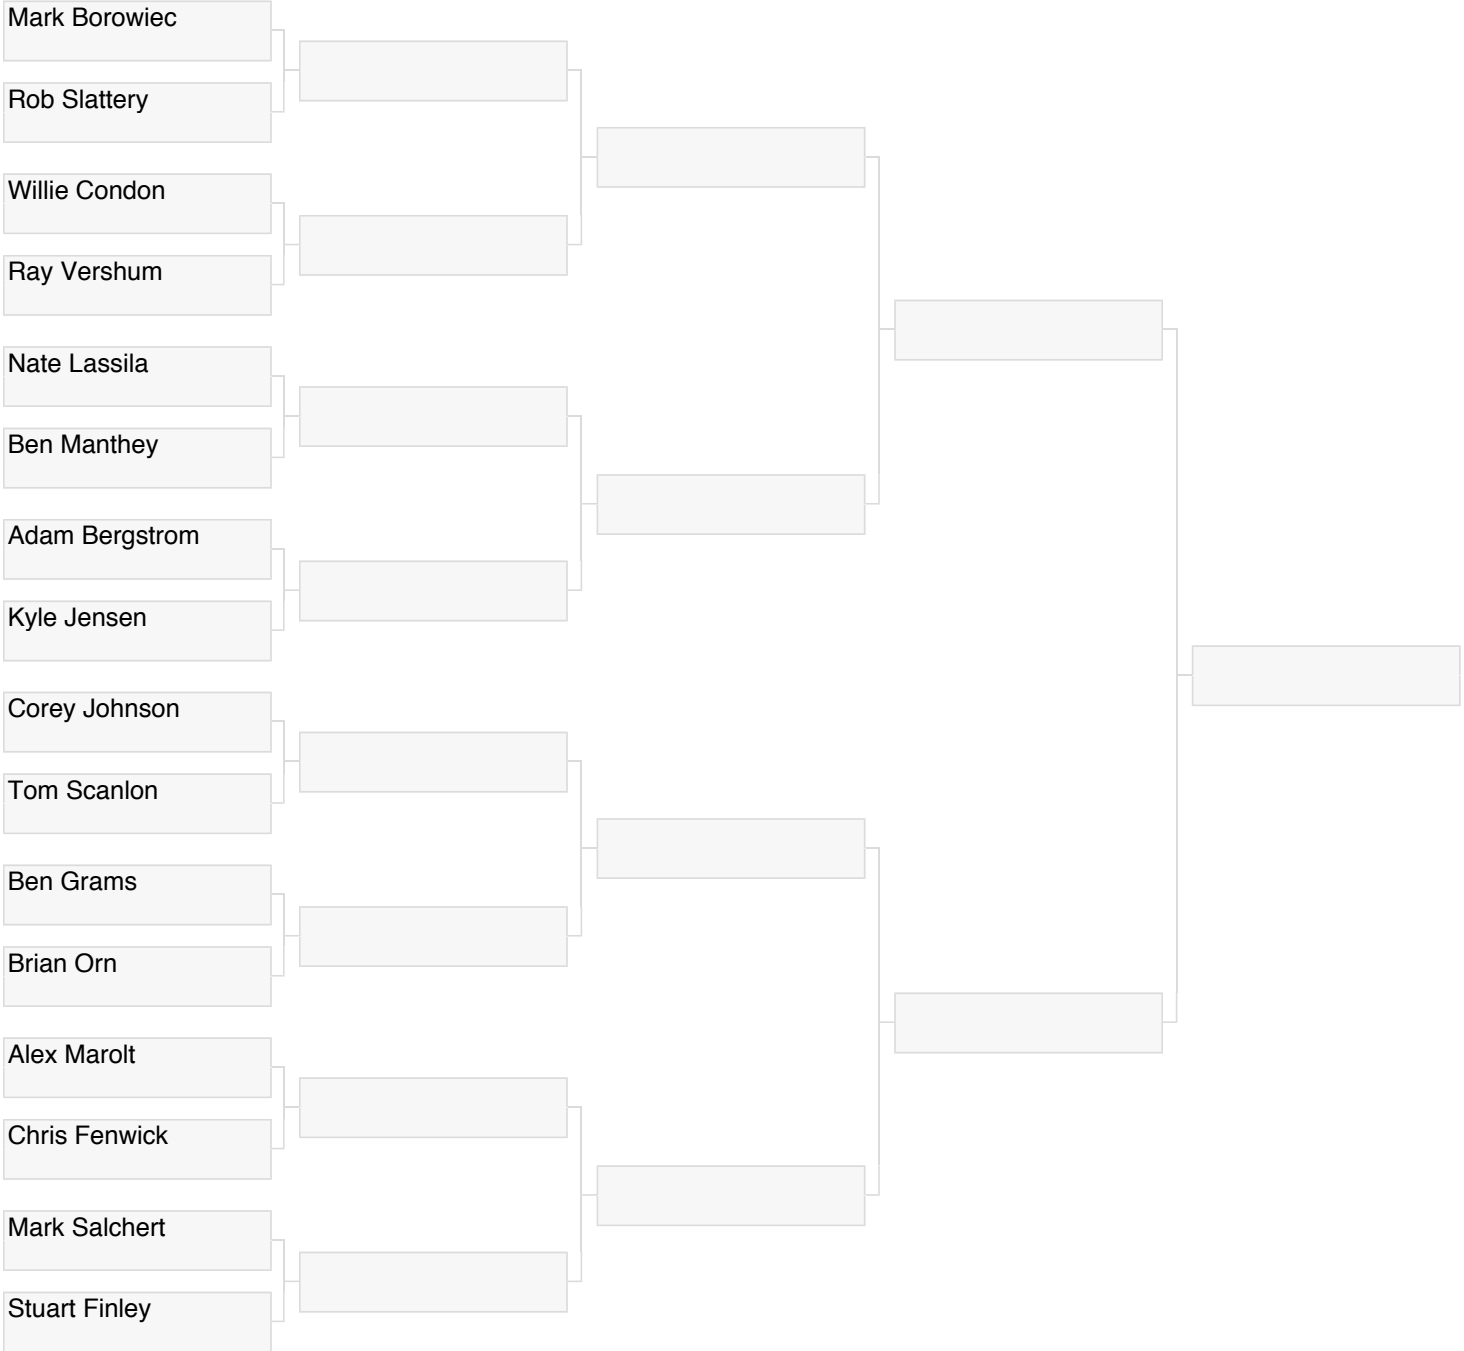 Mark Borowiec
Rob Slattery
Willie Condon
Ray Vershum
Nate Lassila
Ben Manthey
Adam Bergstrom
Kyle Jensen
Corey Johnson
Tom Scanlon
Ben Grams
Brian Orn
Alex Marolt
Chris Fenwick
Mark Salchert
Stuart Finley